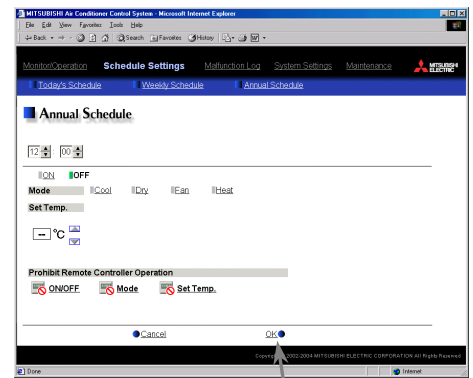 MITSUBISHI Air Conditioner Control System - Microsoft Internet Explorer
File Edit View Favorites Tools Help
Back Search Favorites History
Monitor/Operation Schedule Settings Malfunction Log System Settings Maintenance MITSUBISHI ELECTRIC
Today's Schedule Weekly Schedule Annual Schedule
Annual Schedule
12 : 00
ON OFF
Mode Cool Dry Fan Heat
Set Temp.
-- °C
Prohibit Remote Controller Operation
ON/OFF Mode Set Temp.
Cancel OK
2002-2004 MITSUBISHI ELECTRIC CORPORATION All Rights Reserved
Done Internet